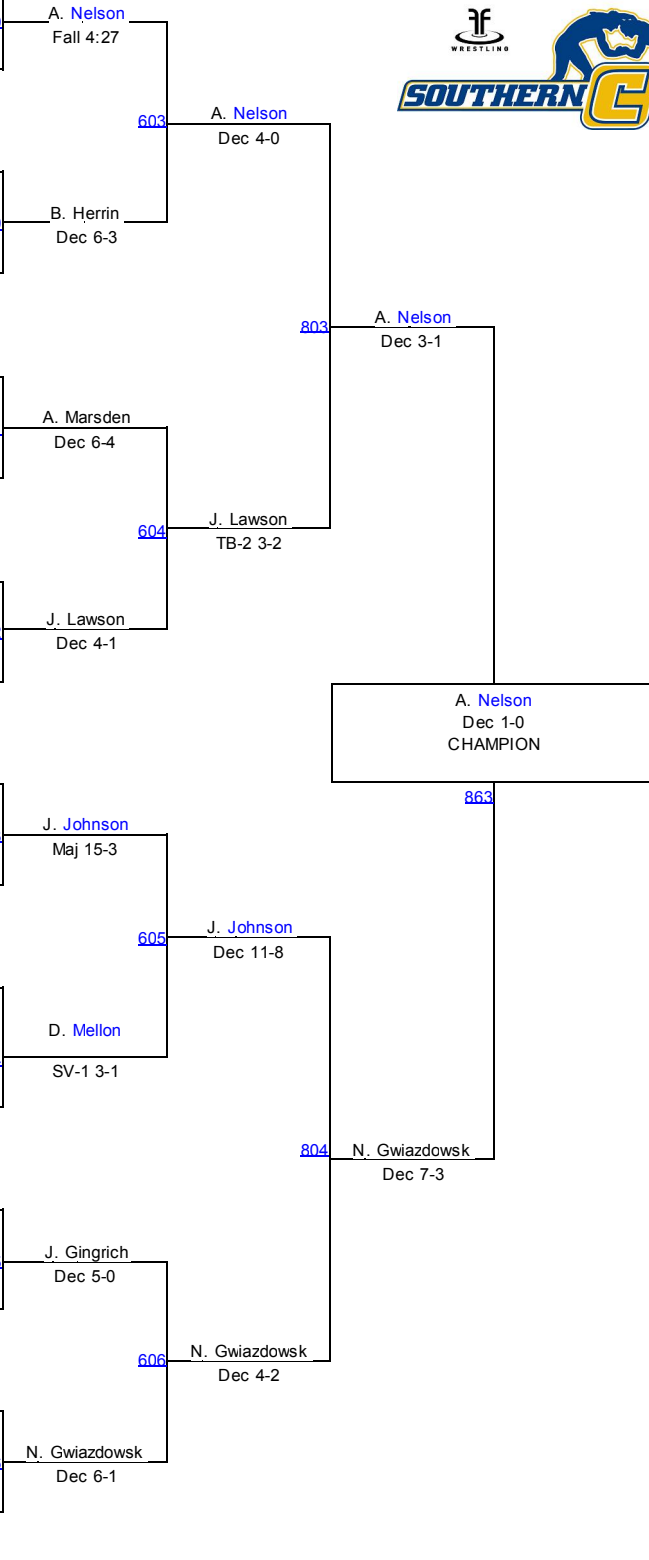 A. Nelson
Fall 4:27
WRESTLING
SOUTHERN C
603
A. Nelson
Dec 4-0
B. Herrin
Dec 6-3
803
A. Nelson
Dec 3-1
A. Marsden
Dec 6-4
604
J. Lawson
TB-2 3-2
J. Lawson
Dec 4-1
A. Nelson
Dec 1-0
CHAMPION
863
J. Johnson
Maj 15-3
605
J. Johnson
Dec 11-8
D. Mellon
SV-1 3-1
804
N. Gwiazdowsk
Dec 7-3
J. Gingrich
Dec 5-0
606
N. Gwiazdowsk
Dec 4-2
N. Gwiazdowsk
Dec 6-1